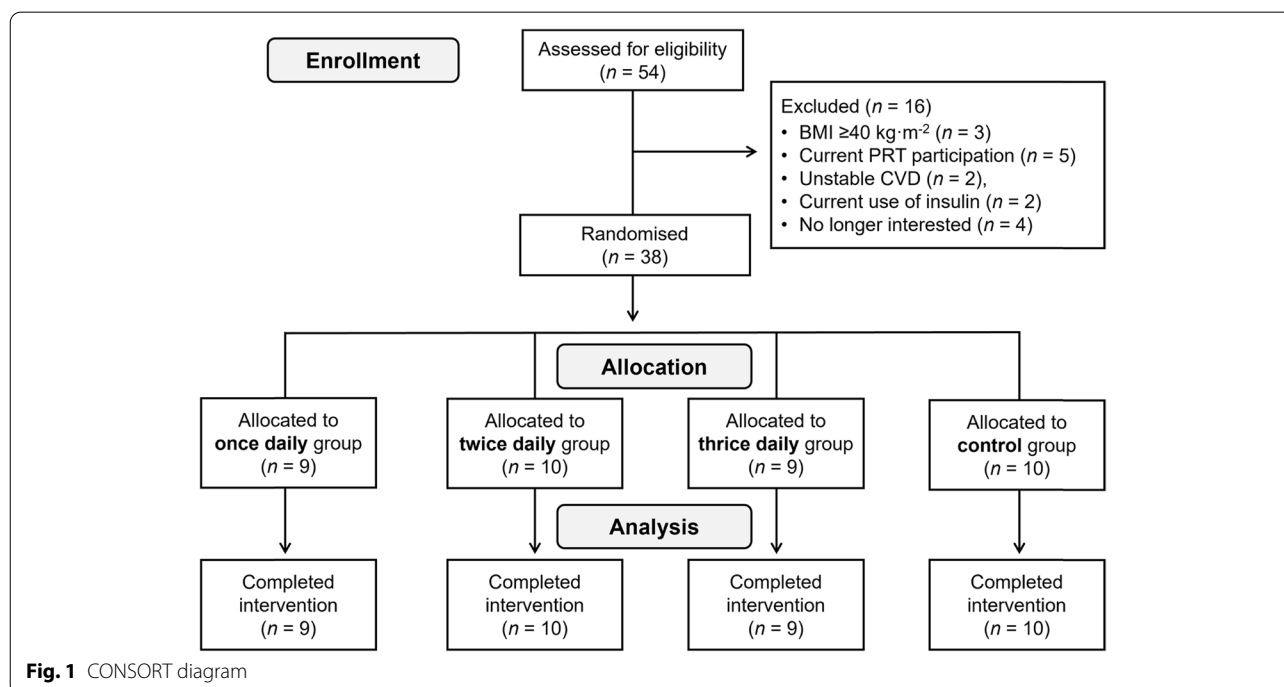 Enrollment
Assessed for eligibility
(n = 54)
Excluded (n = 16)
• BMI ≥40 kg·m-2 (n = 3)
• Current PRT participation (n = 5)
• Unstable CVD (n = 2),
• Current use of insulin (n = 2)
• No longer interested (n = 4)
Randomised
(n = 38)
Allocation
Allocated to
once daily group
(n = 9)
Allocated to
twice daily group
(n = 10)
Allocated to
thrice daily group
(n = 9)
Allocated to
control group
(n = 10)
Analysis
Completed
intervention
(n = 9)
Completed
intervention
(n = 10)
Completed
intervention
(n = 9)
Completed
intervention
(n = 10)
Fig. 1 CONSORT diagram